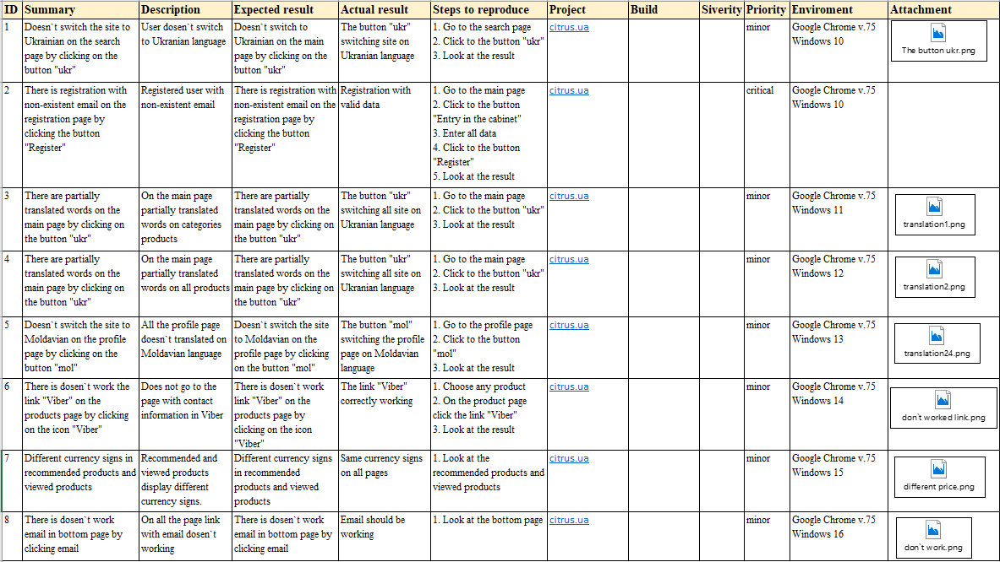 ID Summary Description Expected result Actual result Steps to reproduce Project Build Siverity Priority Enviroment Attachment
1 Doesn`t switch the site to User dosen`t switch Doesn`t switch to The button "ukr" 1. Go to the search page citrus.ua minor Google Chrome v.75
Ukrainian on the search to Ukranian language Ukrainian on the main switching site on 2. Click to the button "ukr" Windows 10
page by clicking on the page by clicking on the Ukranian language 3. Look at the result The button ukr.png
button "ukr" button "ukr"
2 There is registration with Registered user with There is registration with Registration with 1. Go to the main page citrus.ua critical Google Chrome v.75
non-existent email on the non-existent email non-existent email on the valid data 2. Click to the button Windows 10
registration page by registration page by "Entry in the cabinet"
clicking the button clicking the button 3. Enter all data
"Register" "Register" 4. Click to the button
"Register"
5. Look at the result
3 There are partially On the main page There are partially The button "ukr" 1. Go to the main page citrus.ua minor Google Chrome v.75
translated words on the partially translated translated words on the switching all site on 2. Click to the button "ukr" Windows 11
main page by clicking on words on categories main page by clicking on Ukranian language 3. Look at the result translation1.png
the button "ukr" products the button "ukr"
4 There are partially On the main page There are partially The button "ukr" 1. Go to the main page citrus.ua minor Google Chrome v.75
translated words on the partially translated translated words on the switching all site on 2. Click to the button "ukr" Windows 12
main page by clicking on words on all products main page by clicking on Ukranian language 3. Look at the result translation2.png
the button "ukr" the button "ukr"
5 Doesn`t switch the site to All the profile page Doesn`t switch the site The button "mol" 1. Go to the profile page citrus.ua minor Google Chrome v.75
Moldavian on the profile doesn`t translated on to Moldavian on the switching the profile 2. Click to the button Windows 13
page by clicking on the Moldavian language profile page by clicking page on Moldavian "mol" translation24.png
button "mol" on the button "mol" language 3. Look at the result
6 There is dosen`t work the Does not go to the There is dosen`t work The link "Viber" 1. Choose any product citrus.ua minor Google Chrome v.75
link "Viber" on the page with contact link "Viber" on the correctly working 2. On the product page Windows 14
products page by clicking information in Viber products page by click the link "Viber" don`t worked link.png
on the icon "Viber" clicking on the icon 3. Look at the result
"Viber"
7 Different currency signs in Recommended and Different currency signs Same currency signs 1. Look at the citrus.ua minor Google Chrome v.75
recommended products and viewed products in recommended on all pages recommended products and Windows 15
viewed products display different products and viewed viewed products different price.png
currency signs. products
8 There is dosen`t work On all the page link There is dosen`t work Email should be 1. Look at the bottom page citrus.ua minor Google Chrome v.75
email in bottom page by with email dosen`t email in bottom page by working Windows 16
clicking email working clicking email don`t work.png